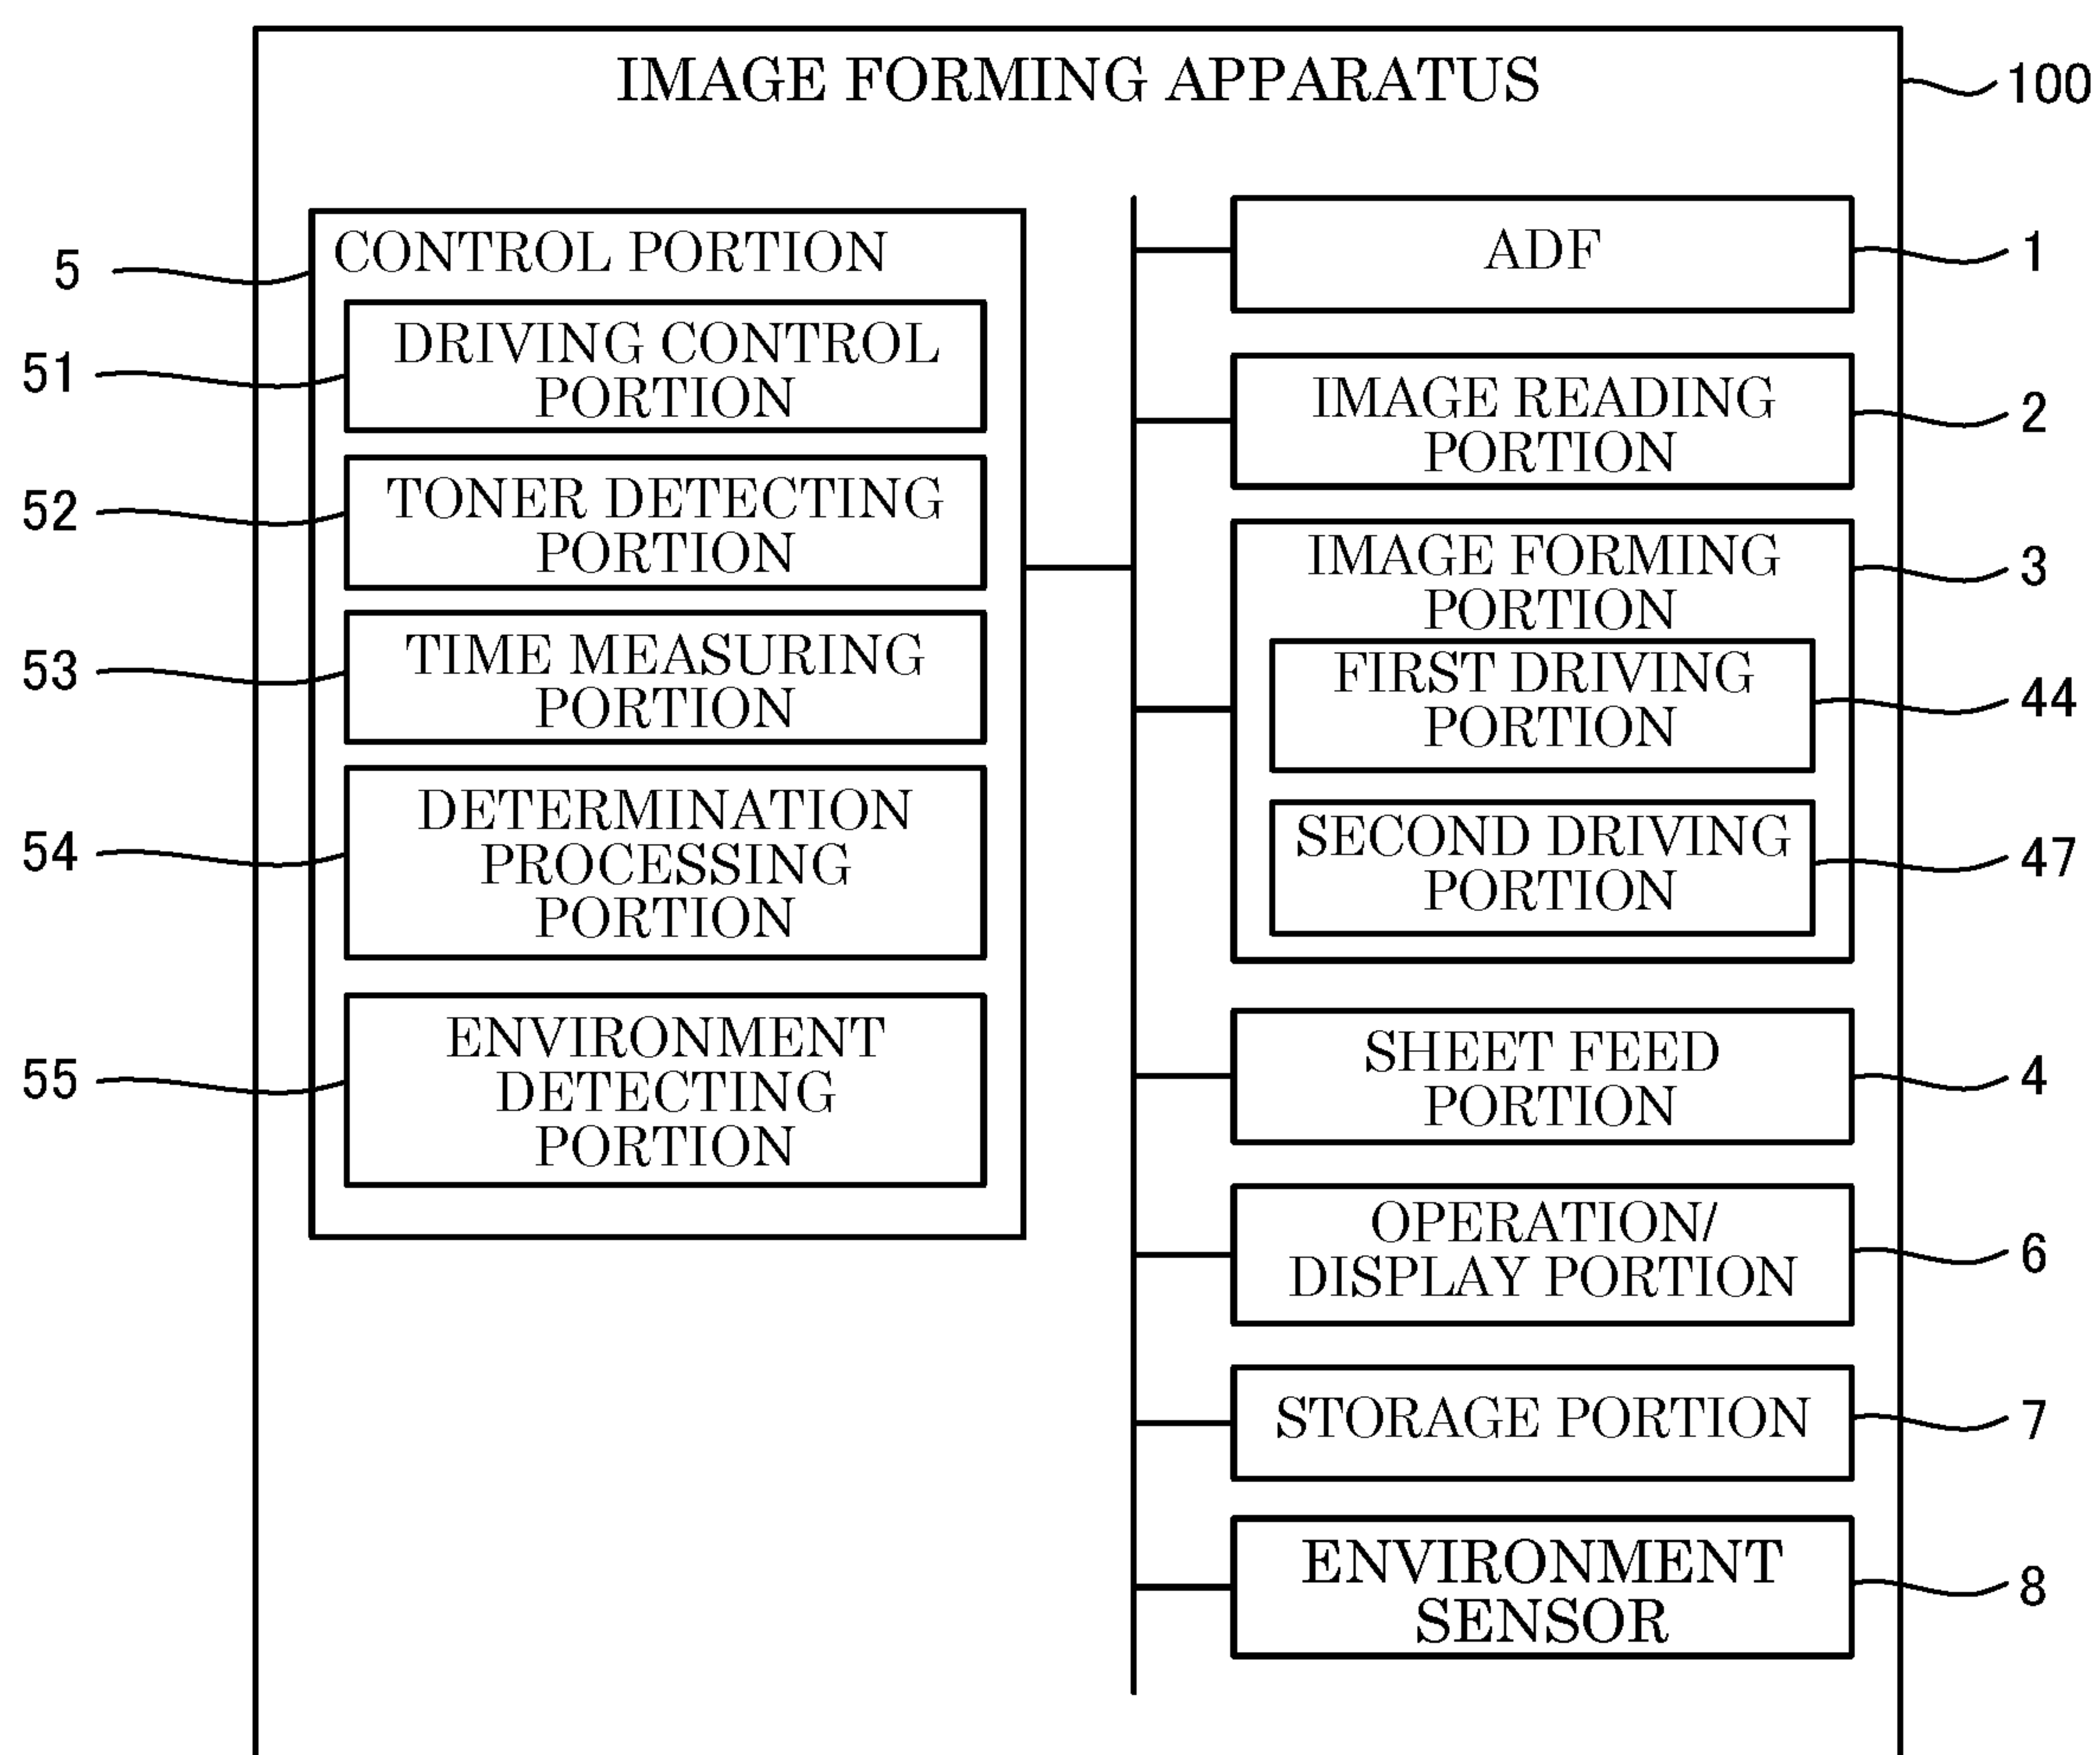 IMAGE FORMING APPARATUS
100
5
CONTROL PORTION
51
DRIVING CONTROL
PORTION
52
TONER DETECTING
PORTION
53
TIME MEASURING
PORTION
54
DETERMINATION
PROCESSING
PORTION
55
ENVIRONMENT
DETECTING
PORTION
ADF
1
IMAGE READING
PORTION
2
IMAGE FORMING
PORTION
3
FIRST DRIVING
PORTION
44
SECOND DRIVING
PORTION
47
SHEET FEED
PORTION
4
OPERATION/
DISPLAY PORTION
6
STORAGE PORTION
7
ENVIRONMENT
SENSOR
8